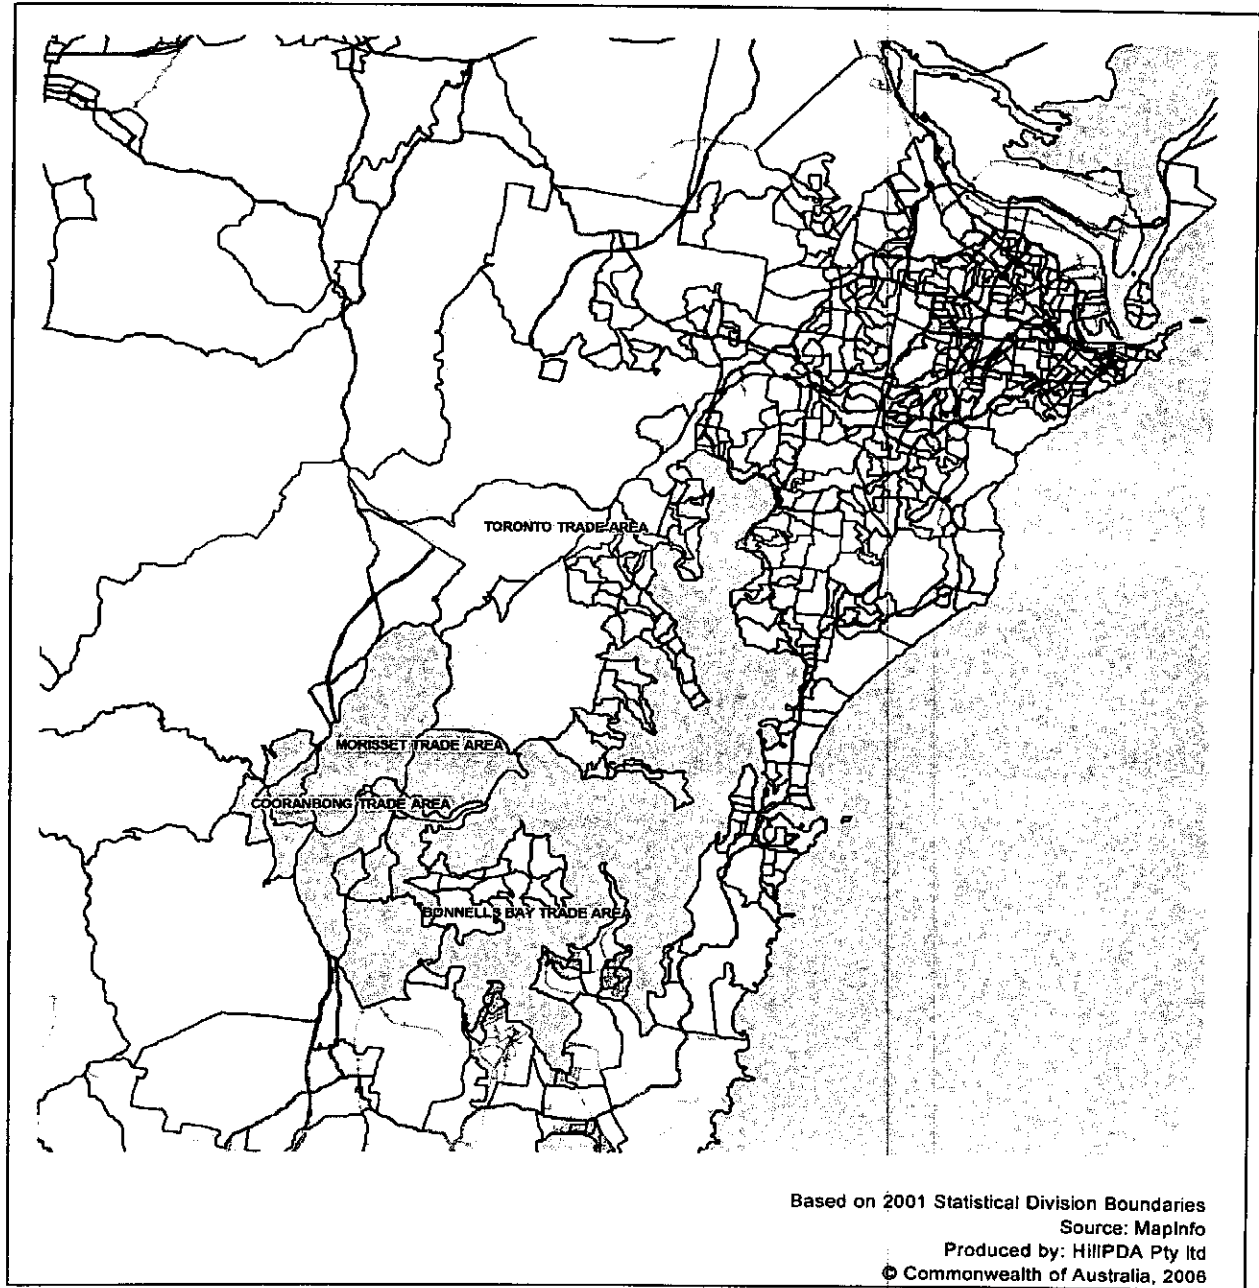 TORONTO TRADE AREA
MORISSET TRADE AREA
COORANBONG TRADE AREA
BONNELLS BAY TRADE AREA
Based on 2001 Statistical Division Boundaries
Source: MapInfo
Produced by: HillPDA Pty ltd
© Commonwealth of Australia, 2006